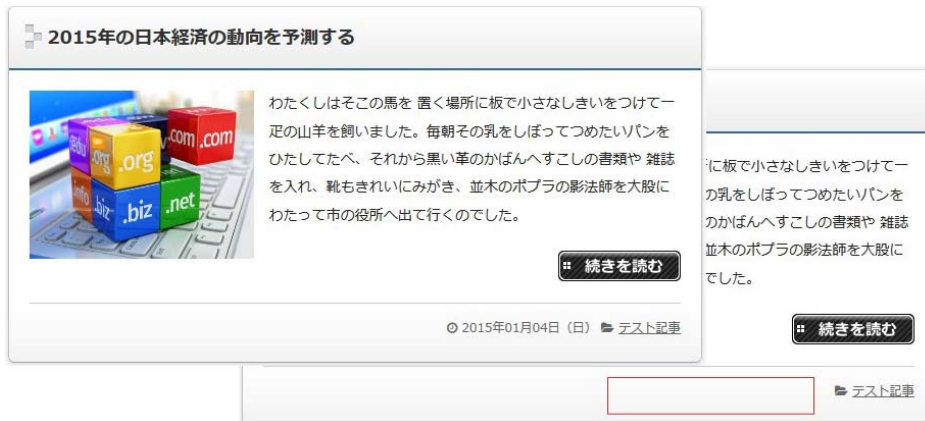 2015年の日本経済の動向を予測する
わたくしはそこの馬を 置く場所に板で小さなしきいをつけて一
疋の山羊を飼いました。毎朝その乳をしぼってつめたいパンを
ひたしてたべ、それから黒い革のかばんへすこしの書類や 雑誌
を入れ、靴もきれいにみがき、並木のポプラの影法師を大股に
わたって市の役所へ出て行くのでした。
.com .com
.org .org
.info .biz .biz .net
続きを読む
2015年01月04日（日） テスト記事
に板で小さなしきいをつけて一
の乳をしぼってつめたいパンを
のかばんへすこしの書類や 雑誌
並木のポプラの影法師を大股に
でした。
続きを読む
テスト記事